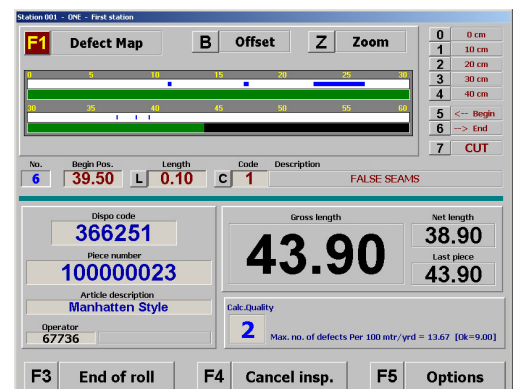 Station 001 - ONE - First station
F1 Defect Map B Offset Z Zoom
0 0 cm
1 10 cm
2 20 cm
3 30 cm
4 40 cm
5 <-- Begin
6 --> End
7 CUT
0 5 10 15 20 25 30
30 35 40 45 50 55 60
No. Begin Pos. Length Code Description
6 39.50 L 0.10 C 1 FALSE SEAMS
Dispo code
366251
Piece number
100000023
Article description
Manhatten Style
Operator
67736
Gross length
43.90
Net length
38.90
Last piece
43.90
Calc.Quality
2 Max. no. of defects Per 100 mtr/yrd = 13.67 [Ok=9.00]
F3 End of roll F4 Cancel insp. F5 Options